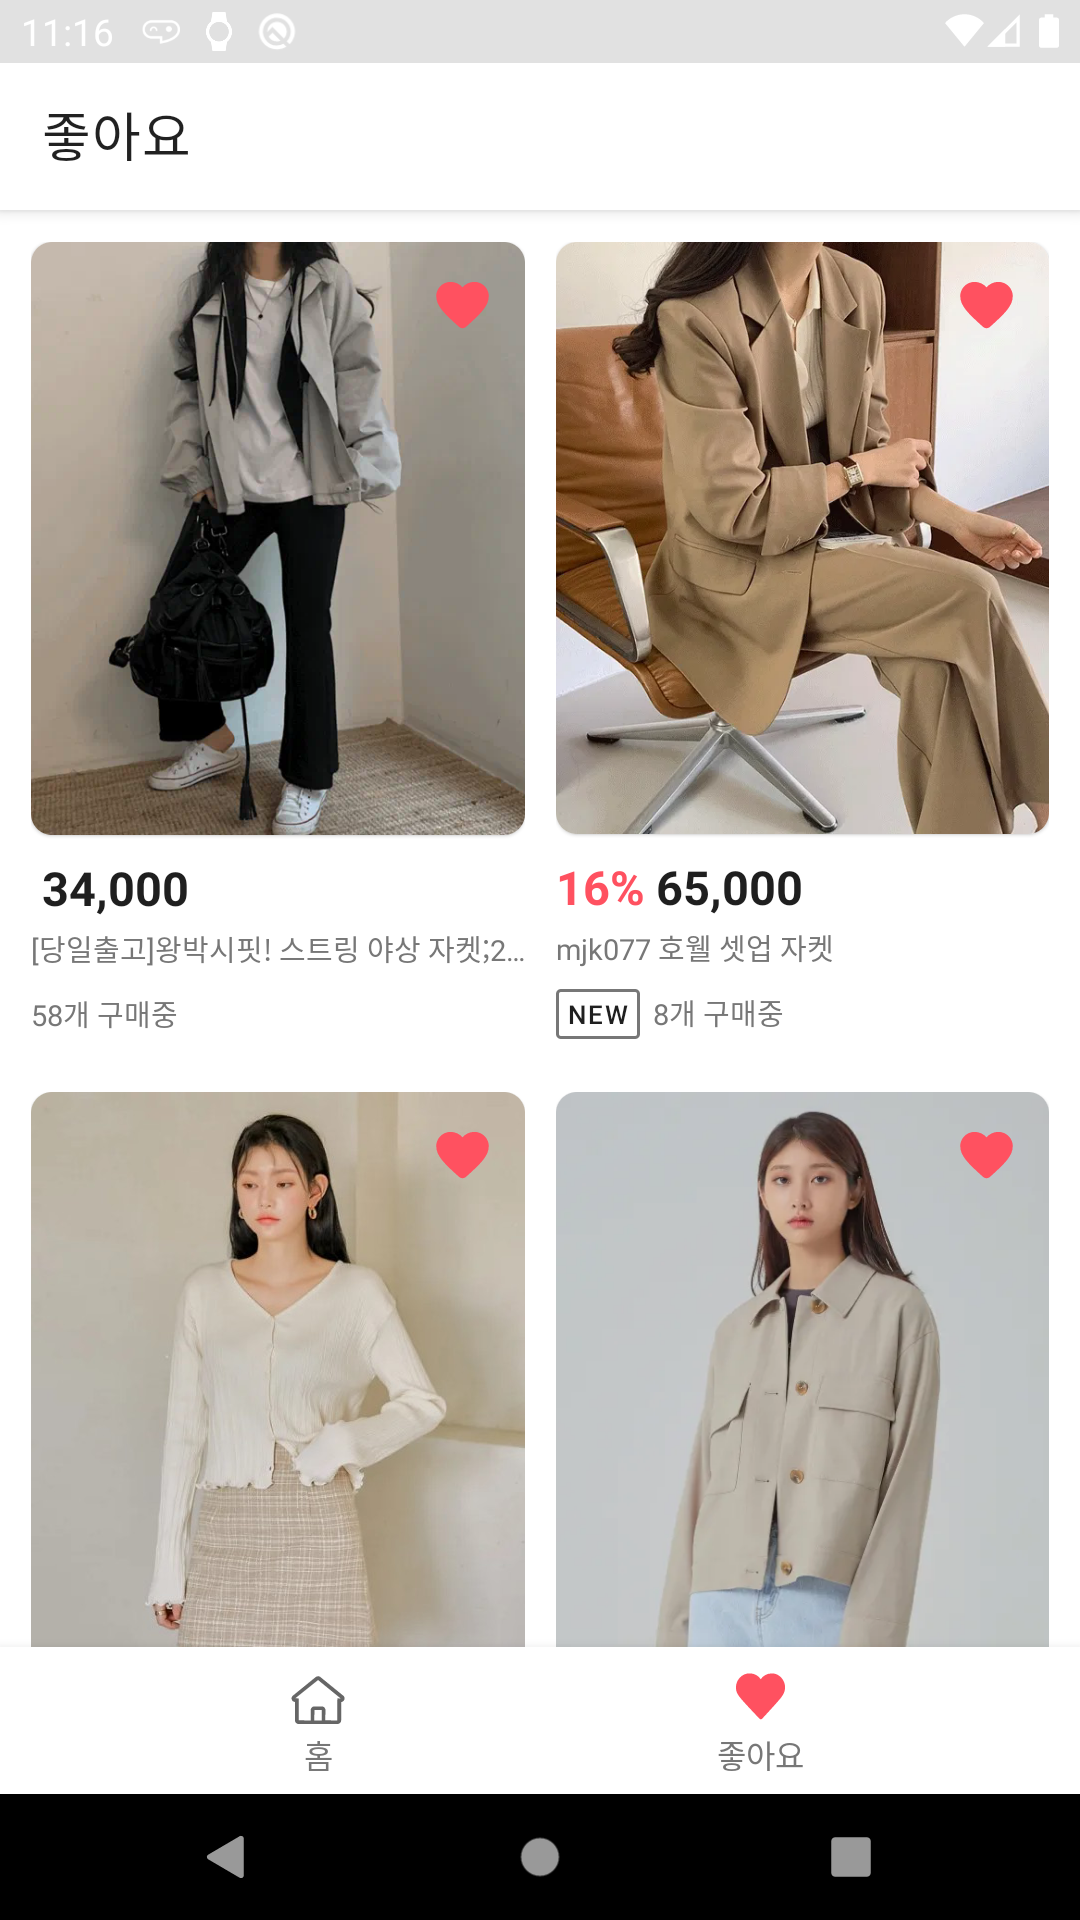 11:16
좋아요
34,000
16% 65,000
[당일출고]왕박시핏! 스트링 야상 자켓;2...
mjk077 호웰 셋업 자켓
58개 구매중
NEW 8개 구매중
홈
좋아요